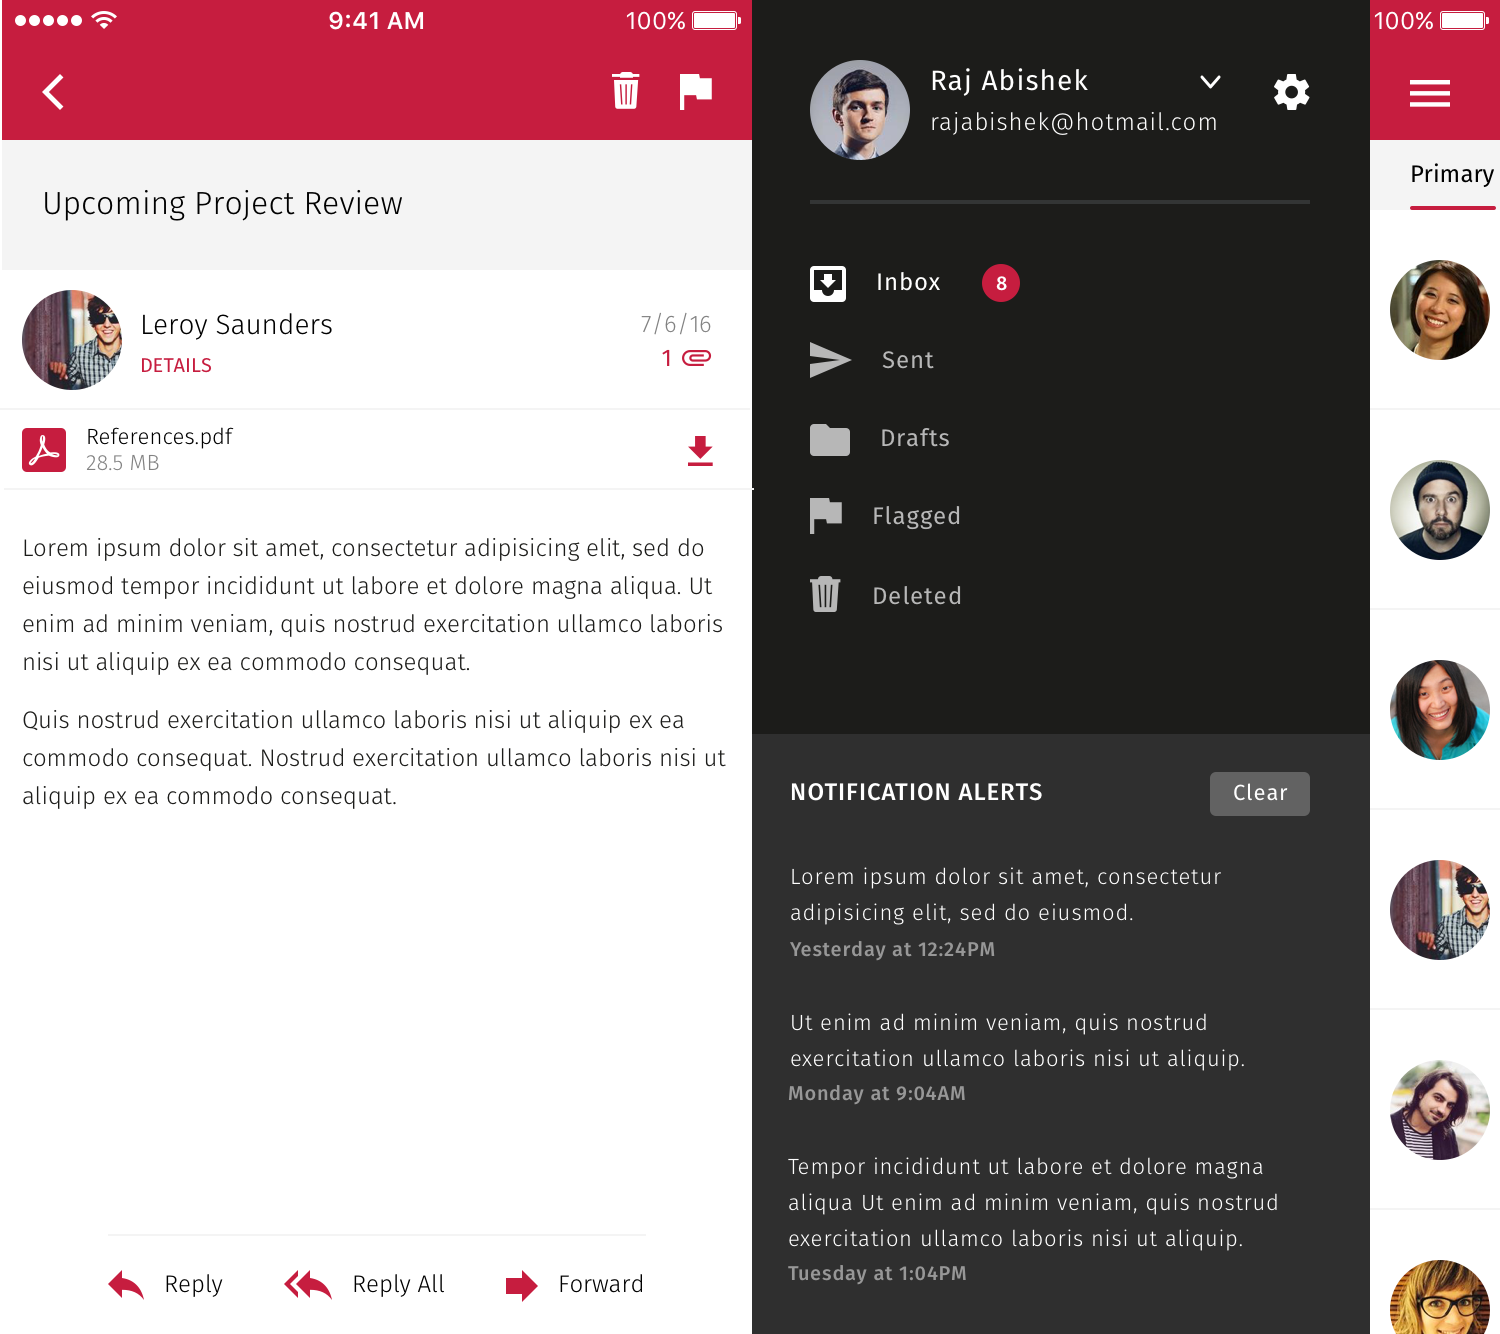 9:41 AM
100%
Upcoming Project Review
Leroy Saunders
7/6/16
DETAILS
1
References.pdf
28.5 MB
Lorem ipsum dolor sit amet, consectetur adipisicing elit, sed do
eiusmod tempor incididunt ut labore et dolore magna aliqua. Ut
enim ad minim veniam, quis nostrud exercitation ullamco laboris
nisi ut aliquip ex ea commodo consequat.
Quis nostrud exercitation ullamco laboris nisi ut aliquip ex ea
commodo consequat. Nostrud exercitation ullamco laboris nisi ut
aliquip ex ea commodo consequat.
Reply
Reply All
Forward
Raj Abishek
rajabishek@hotmail.com
Inbox
8
Sent
Drafts
Flagged
Deleted
NOTIFICATION ALERTS
Clear
Lorem ipsum dolor sit amet, consectetur
adipisicing elit, sed do eiusmod.
Yesterday at 12:24PM
Ut enim ad minim veniam, quis nostrud
exercitation ullamco laboris nisi ut aliquip.
Monday at 9:04AM
Tempor incididunt ut labore et dolore magna
aliqua Ut enim ad minim veniam, quis nostrud
exercitation ullamco laboris nisi ut aliquip.
Tuesday at 1:04PM
100%
Primary